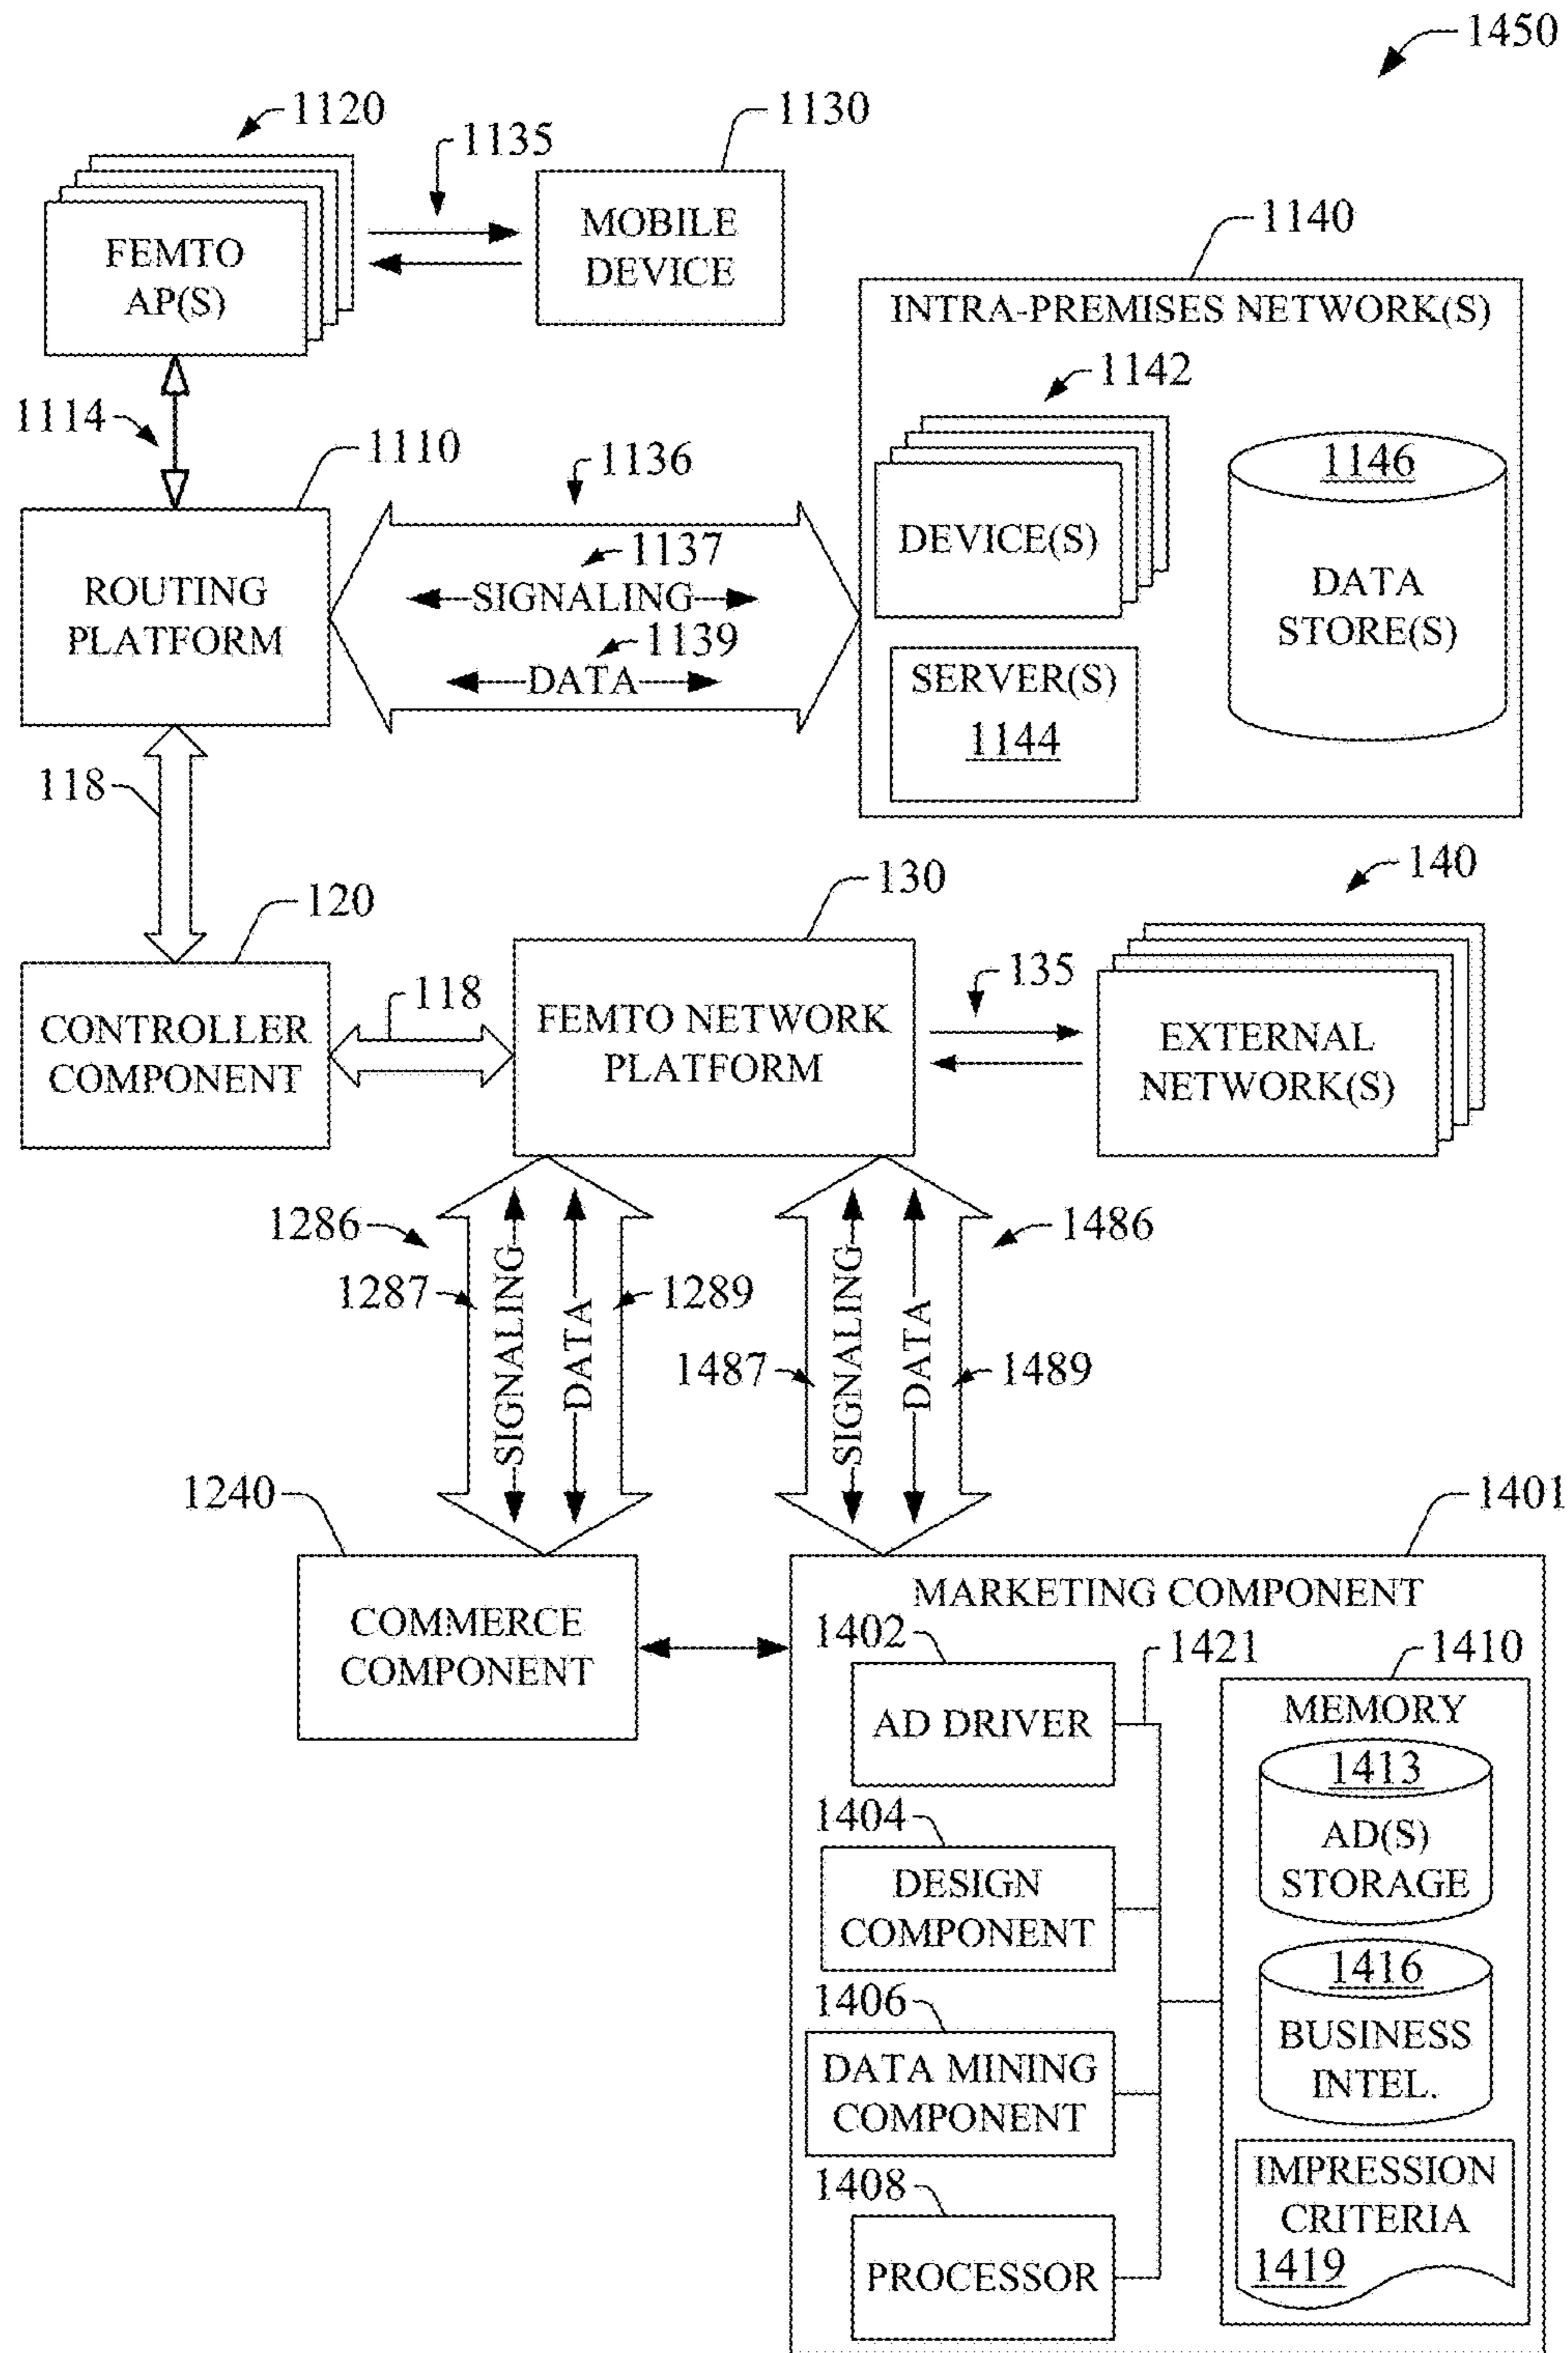 1450
1120
1135
1130
FEMTO
AP(S)
MOBILE
DEVICE
1140
INTRA-PREMISES NETWORK(S)
1142
1146
DEVICE(S)
DATA
STORE(S)
SERVER(S)
1144
1114
1110
1136
ROUTING
PLATFORM
1137
SIGNALING
1139
DATA
118
120
130
140
CONTROLLER
COMPONENT
118
FEMTO NETWORK
PLATFORM
135
EXTERNAL
NETWORK(S)
1286
1287
SIGNALING
DATA
1289
1486
1487
SIGNALING
DATA
1489
1240
1401
COMMERCE
COMPONENT
MARKETING COMPONENT
1402
1421
1410
AD DRIVER
MEMORY
1413
AD(S)
STORAGE
1404
DESIGN
COMPONENT
1416
BUSINESS
INTEL.
1406
DATA MINING
COMPONENT
IMPRESSION
CRITERIA
1419
1408
PROCESSOR